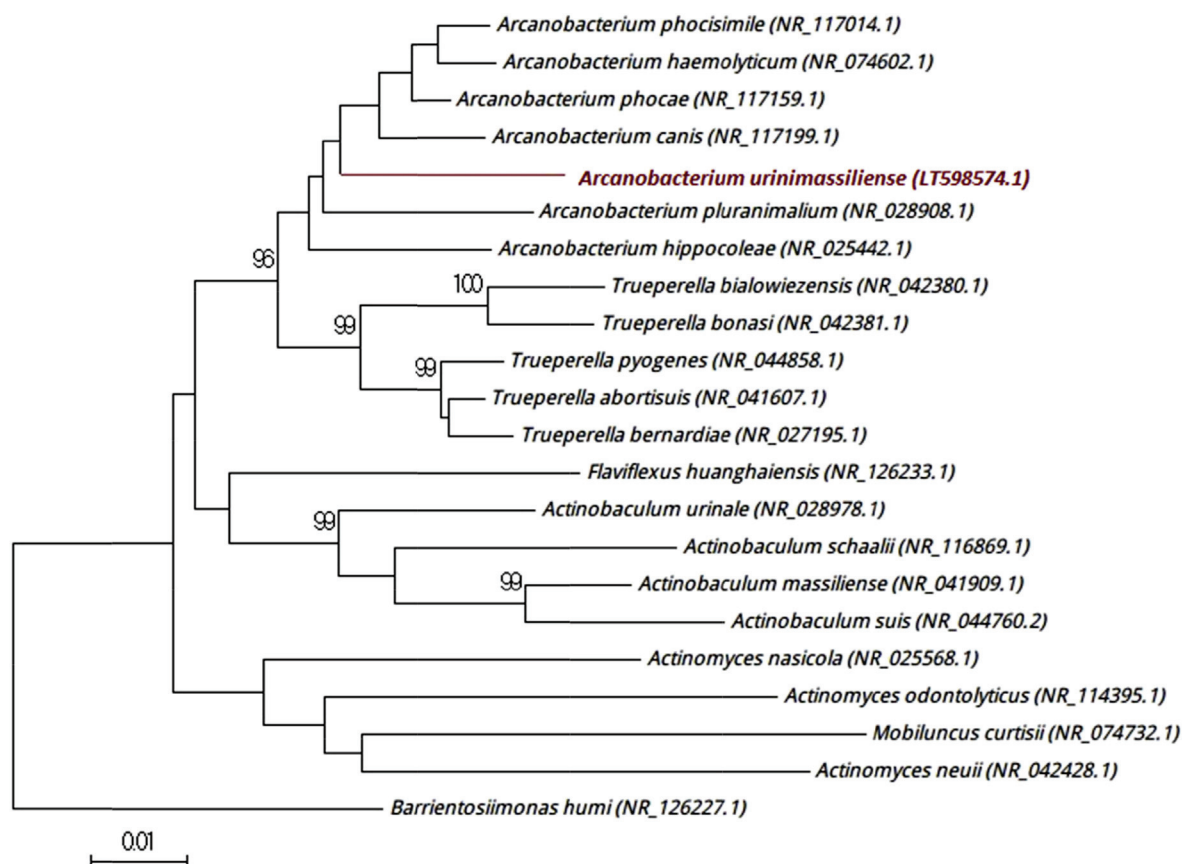 Arcanobacterium phocisimile (NR_117014.1)
Arcanobacterium haemolyticum (NR_074602.1)
Arcanobacterium phocae (NR_117159.1)
Arcanobacterium canis (NR_117199.1)
Arcanobacterium urinimassiliense (LT598574.1)
Arcanobacterium pluranimalium (NR_028908.1)
Arcanobacterium hippocoleae (NR_025442.1)
96
100
Trueperella bialowiezensis (NR_042380.1)
99
Trueperella bonasi (NR_042381.1)
99
Trueperella pyogenes (NR_044858.1)
Trueperella abortisuis (NR_041607.1)
Trueperella bernardiae (NR_027195.1)
Flaviflexus huanghaiensis (NR_126233.1)
99
Actinobaculum urinale (NR_028978.1)
Actinobaculum schaalii (NR_116869.1)
99
Actinobaculum massiliense (NR_041909.1)
Actinobaculum suis (NR_044760.2)
Actinomyces nasicola (NR_025568.1)
Actinomyces odontolyticus (NR_114395.1)
Mobiluncus curtisii (NR_074732.1)
Actinomyces neuii (NR_042428.1)
Barrientosiimonas humi (NR_126227.1)
0.01